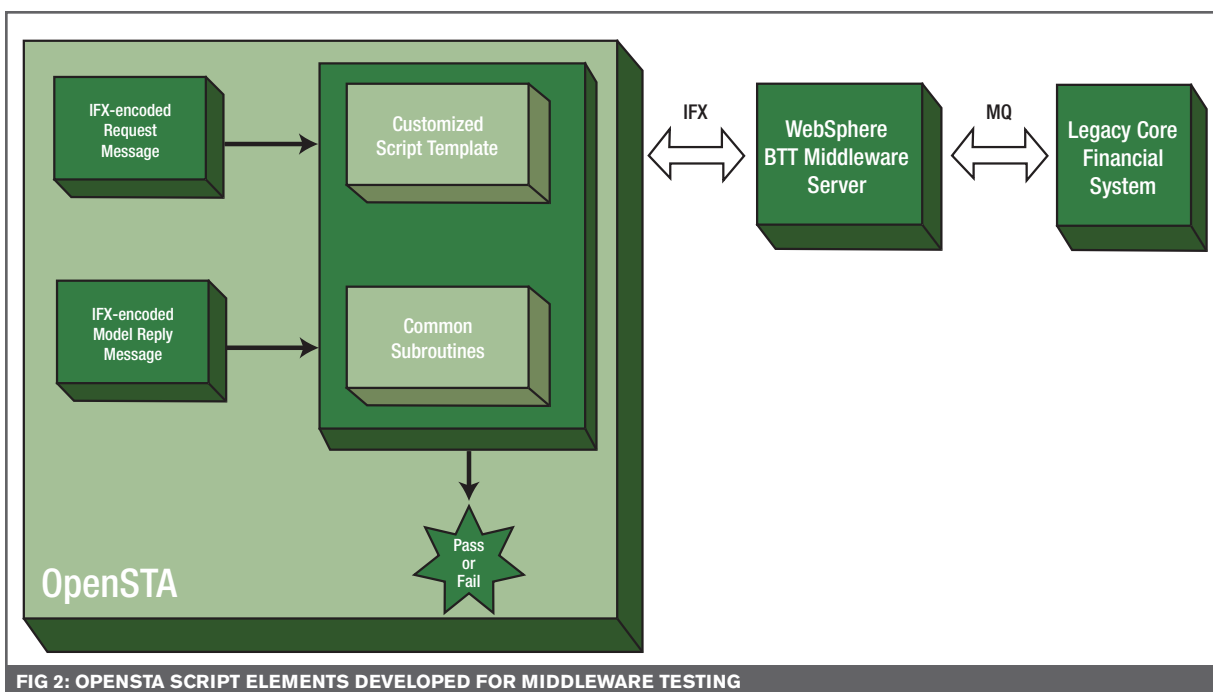 IFX-encoded
Request
Message
Customized
Script Template
IFX
WebSphere
BTT Middleware
Server
MQ
Legacy Core
Financial
System
IFX-encoded
Model Reply
Message
Common
Subroutines
Pass
or
Fail
OpenSTA
FIG 2: OPENSTA SCRIPT ELEMENTS DEVELOPED FOR MIDDLEWARE TESTING